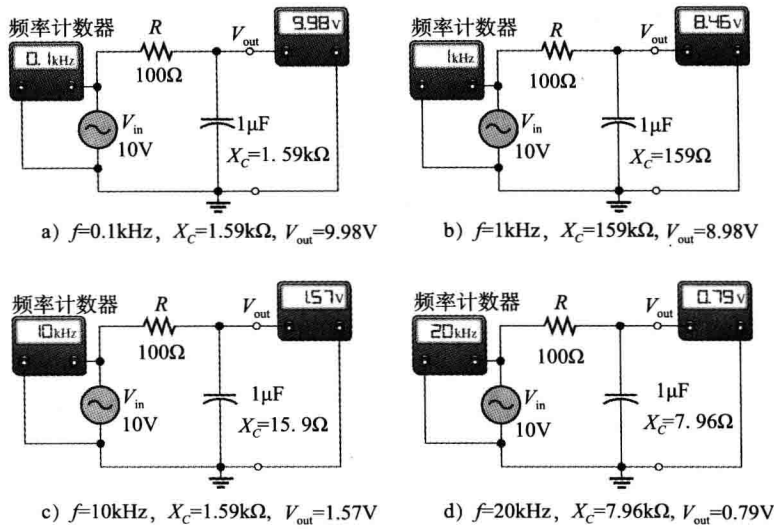 频率计数器
0.1kHz
R
100Ω
Vout
9.98V
Vin
10V
1μF
XC=1.59kΩ
a) f=0.1kHz, XC=1.59kΩ, Vout=9.98V
频率计数器
1kHz
R
100Ω
Vout
8.46V
Vin
10V
1μF
XC=159Ω
b) f=1kHz, XC=159kΩ, Vout=8.98V
频率计数器
10kHz
R
100Ω
Vout
1.57V
Vin
10V
1μF
XC=15.9Ω
c) f=10kHz, XC=1.59kΩ, Vout=1.57V
频率计数器
20kHz
R
100Ω
Vout
0.79V
Vin
10V
1μF
XC=7.96Ω
d) f=20kHz, XC=7.96kΩ, Vout=0.79V